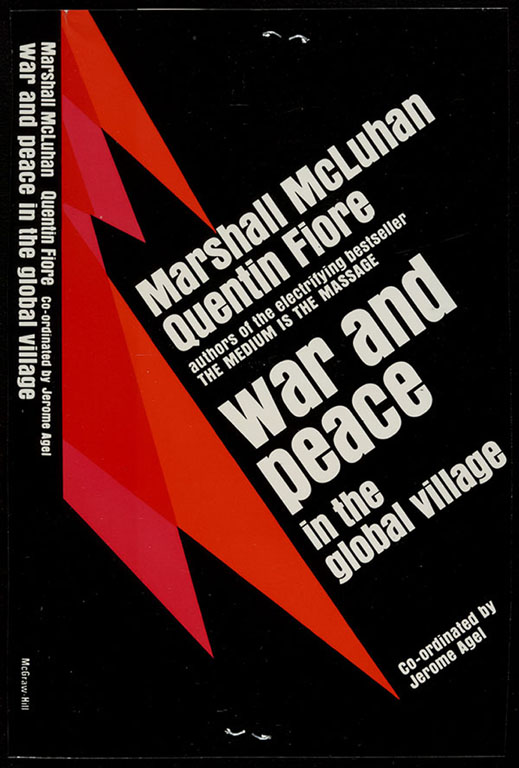 Marshall McLuhan Quentin Fiore co-ordinated by Jerome Agel
war and peace in the global village
McGraw-Hill
Marshall McLuhan
Quentin Fiore
authors of the electrifying bestseller
THE MEDIUM IS THE MASSAGE
war and
peace
in the
global village
Co-ordinated by
Jerome Agel